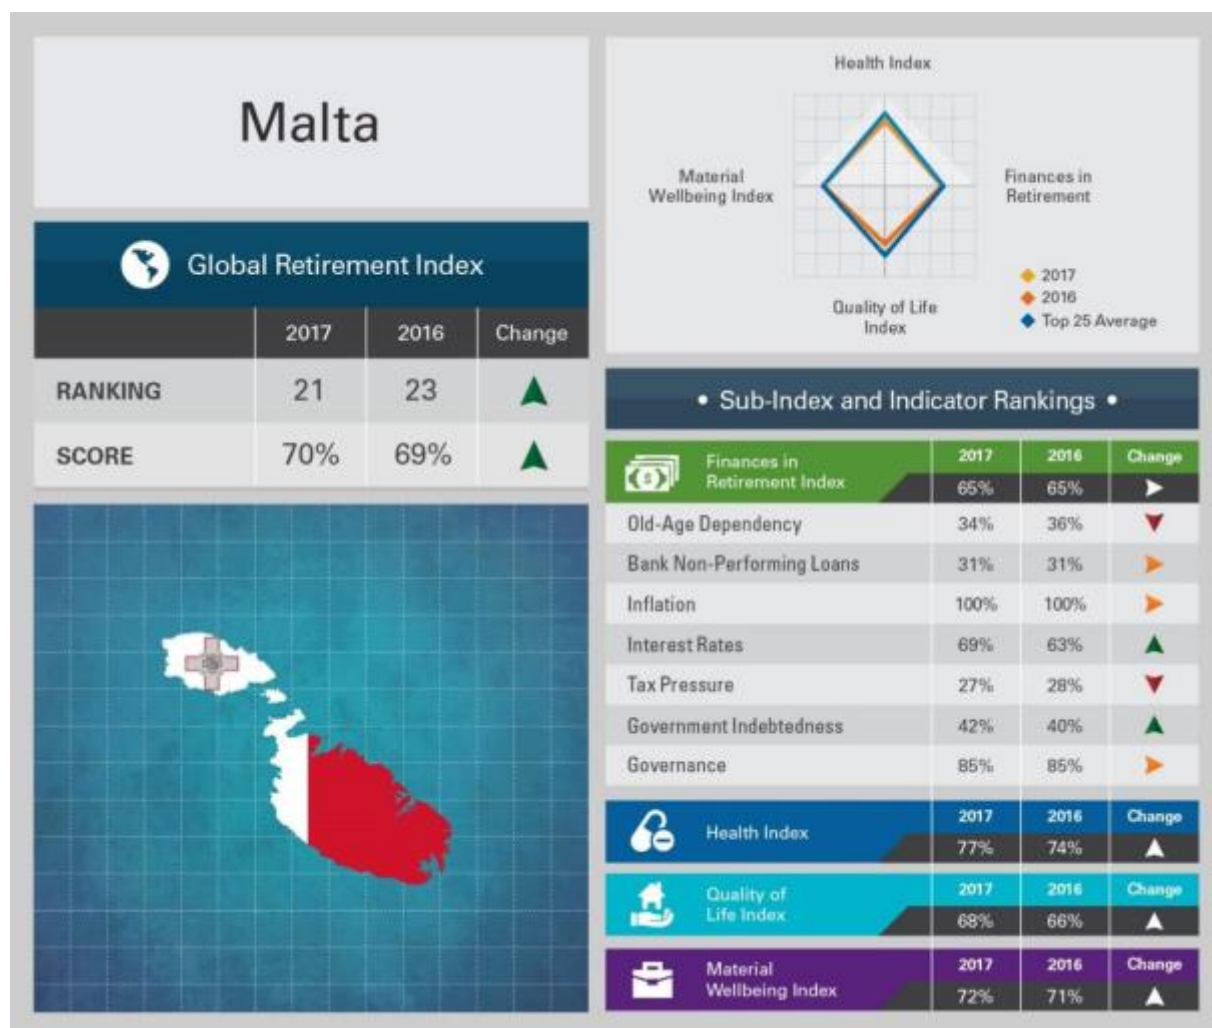 Malta
Global Retirement Index
2017 2016 Change
RANKING 21 23
SCORE 70% 69%
Health Index
Material
Wellbeing Index
Finances in
Retirement
Quality of Life
Index
2017
2016
Top 25 Average
• Sub-Index and Indicator Rankings •
Finances in
Retirement Index
2017 2016 Change
65% 65%
Old-Age Dependency 34% 36%
Bank Non-Performing Loans 31% 31%
Inflation 100% 100%
Interest Rates 69% 63%
Tax Pressure 27% 28%
Government Indebtedness 42% 40%
Governance 85% 85%
Health Index
2017 2016 Change
77% 74%
Quality of
Life Index
2017 2016 Change
68% 66%
Material
Wellbeing Index
2017 2016 Change
72% 71%